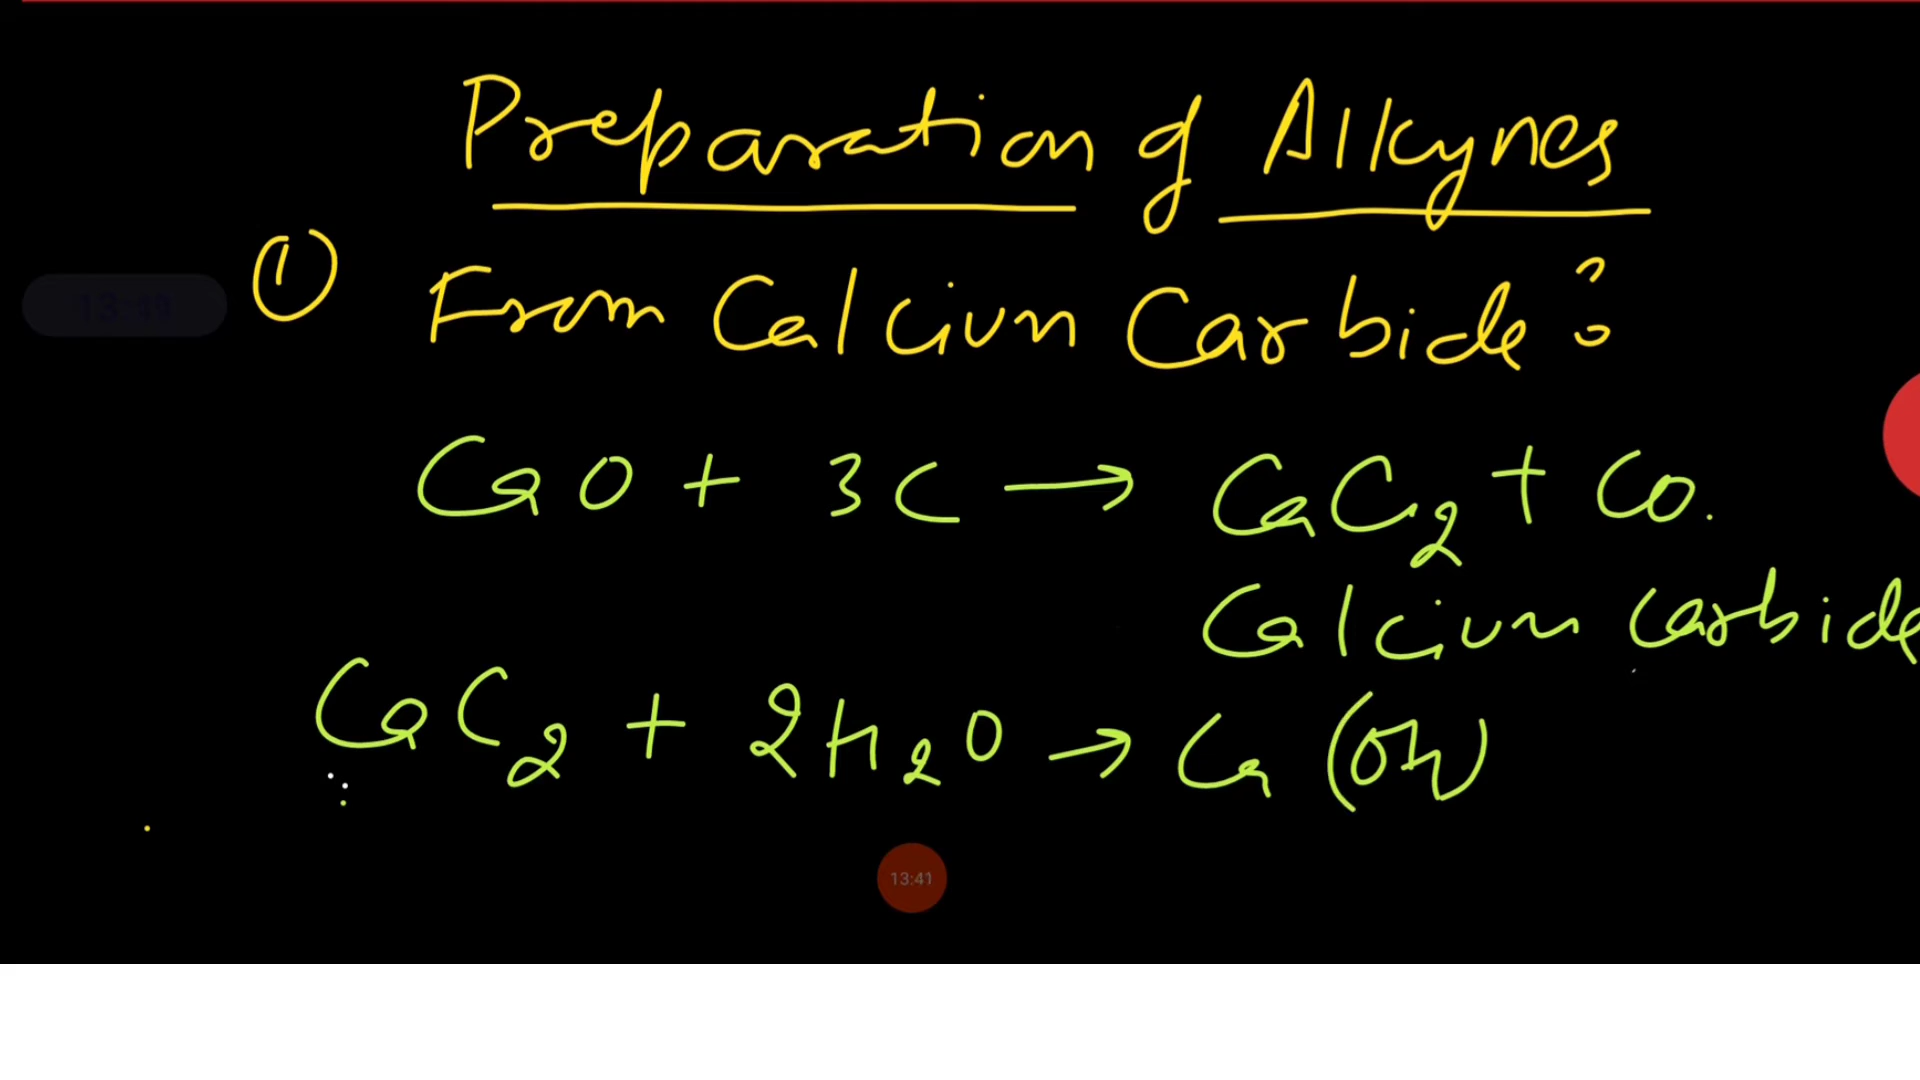 Preparation of Alkynes
① From Calcium Carbide :
CaO + 3C → CaC₂ + CO.
Calcium carbide
CaC₂ + 2H₂O → Ca(OH)
13:41